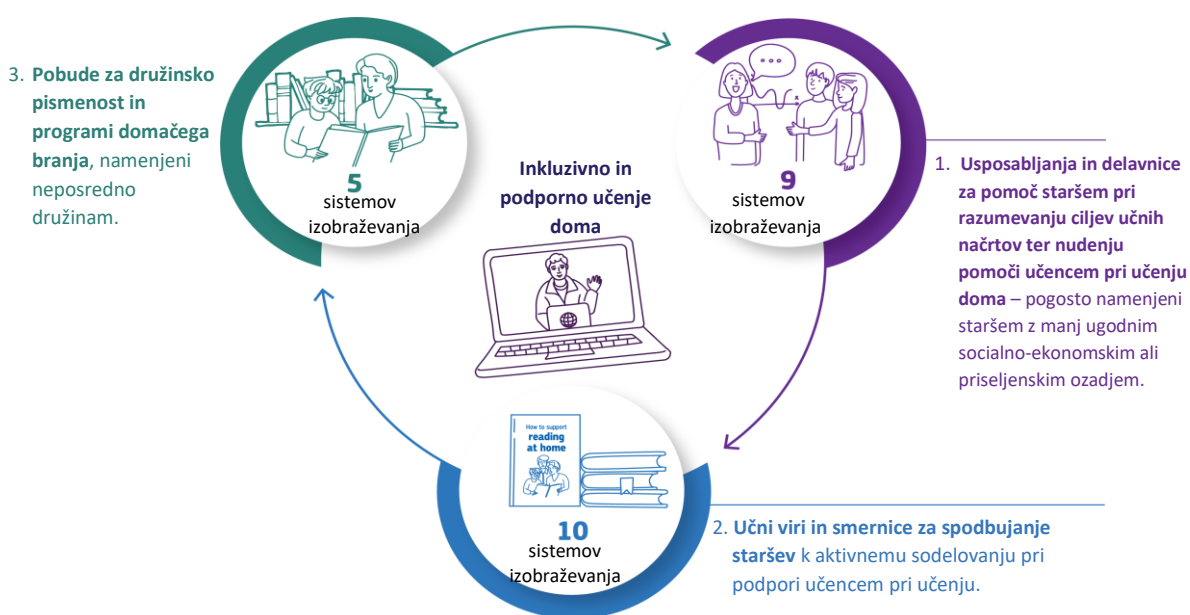 3. Pobude za družinsko
pismenost in
programi domačega
branja, namenjeni
neposredno
družinam.
5
sistemov
izobraževanja
Inkluzivno in
podporno učenje
doma
9
sistemov
izobraževanja
1. Usposabljanja in delavnice
za pomoč staršem pri
razumevanju ciljev učnih
načrtov ter nudenju
pomoči učencem pri učenju
doma – pogosto namenjeni
staršem z manj ugodnim
socialno-ekonomskim ali
priseljenskim ozadjem.
How to support
reading
at home
10
sistemov
izobraževanja
2. Učni viri in smernice za spodbujanje
staršev k aktivnemu sodelovanju pri
podpori učencem pri učenju.